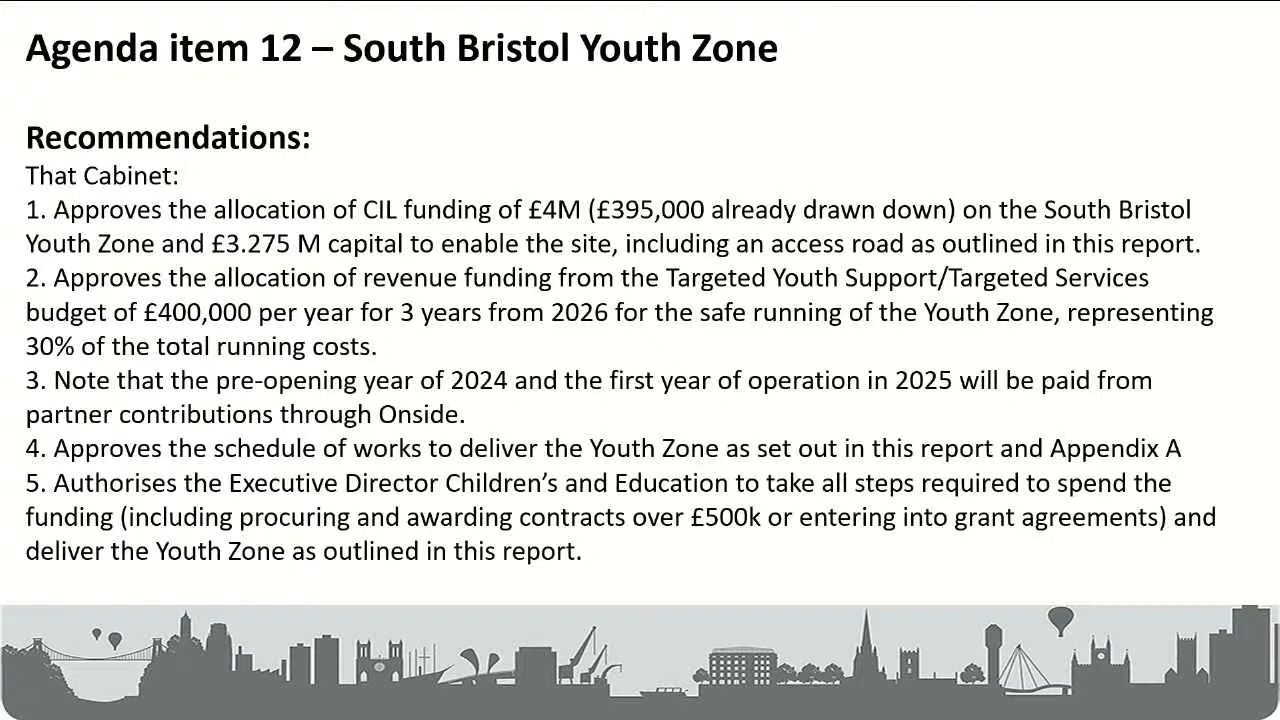 Agenda item 12 – South Bristol Youth Zone
Recommendations:
That Cabinet:
1. Approves the allocation of CIL funding of £4M (£395,000 already drawn down) on the South Bristol
Youth Zone and £3.275 M capital to enable the site, including an access road as outlined in this report.
2. Approves the allocation of revenue funding from the Targeted Youth Support/Targeted Services
budget of £400,000 per year for 3 years from 2026 for the safe running of the Youth Zone, representing
30% of the total running costs.
3. Note that the pre-opening year of 2024 and the first year of operation in 2025 will be paid from
partner contributions through Onside.
4. Approves the schedule of works to deliver the Youth Zone as set out in this report and Appendix A
5. Authorises the Executive Director Children’s and Education to take all steps required to spend the
funding (including procuring and awarding contracts over £500k or entering into grant agreements) and
deliver the Youth Zone as outlined in this report.